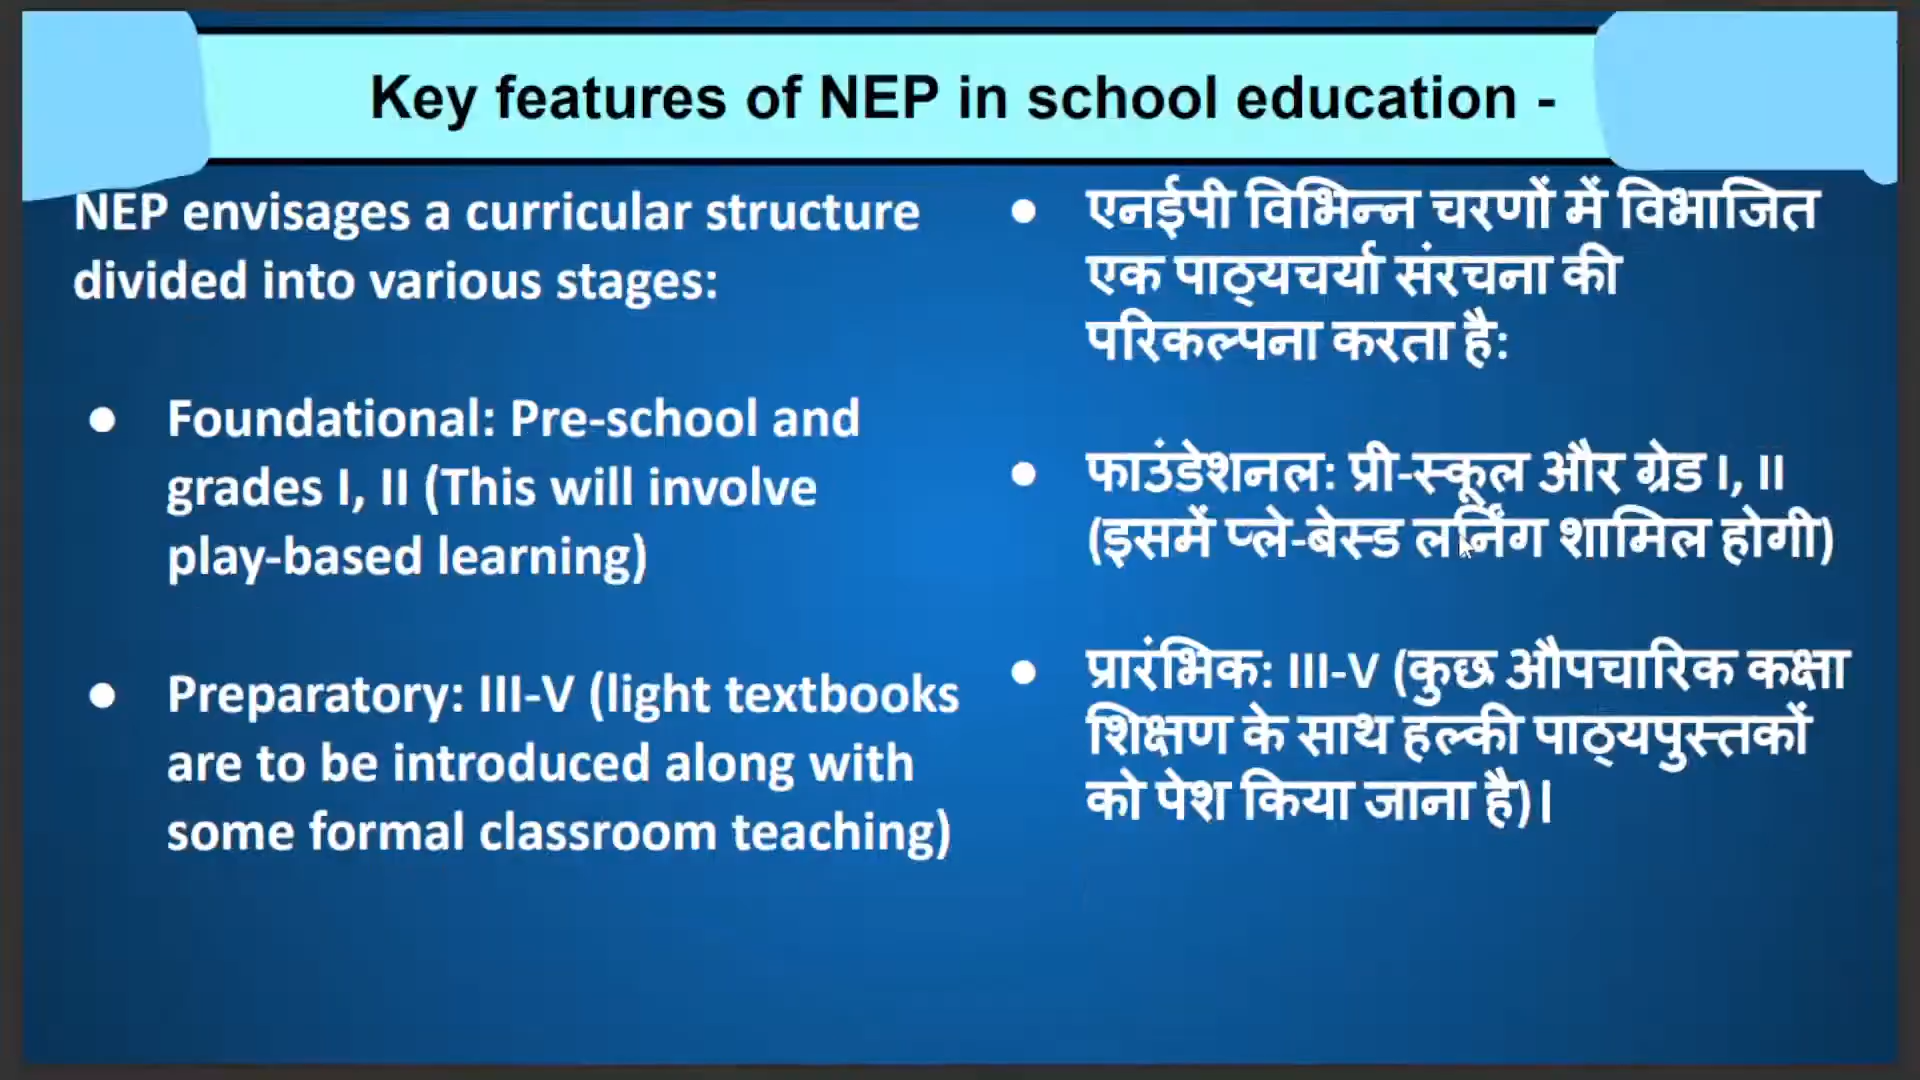 Key features of NEP in school education -
NEP envisages a curricular structure
divided into various stages:
● Foundational: Pre-school and
grades I, II (This will involve
play-based learning)
● Preparatory: III-V (light textbooks
are to be introduced along with
some formal classroom teaching)
● एनईपी विभिन्न चरणों में विभाजित
एक पाठ्यचर्या संरचना की
परिकल्पना करता है:
● फाउंडेशनल: प्री-स्कूल और ग्रेड I, II
(इसमें प्ले-बेस्ड लर्निंग शामिल होगी)
● प्रारंभिक: III-V (कुछ औपचारिक कक्षा
शिक्षण के साथ हल्की पाठ्यपुस्तकों
को पेश किया जाना है)।